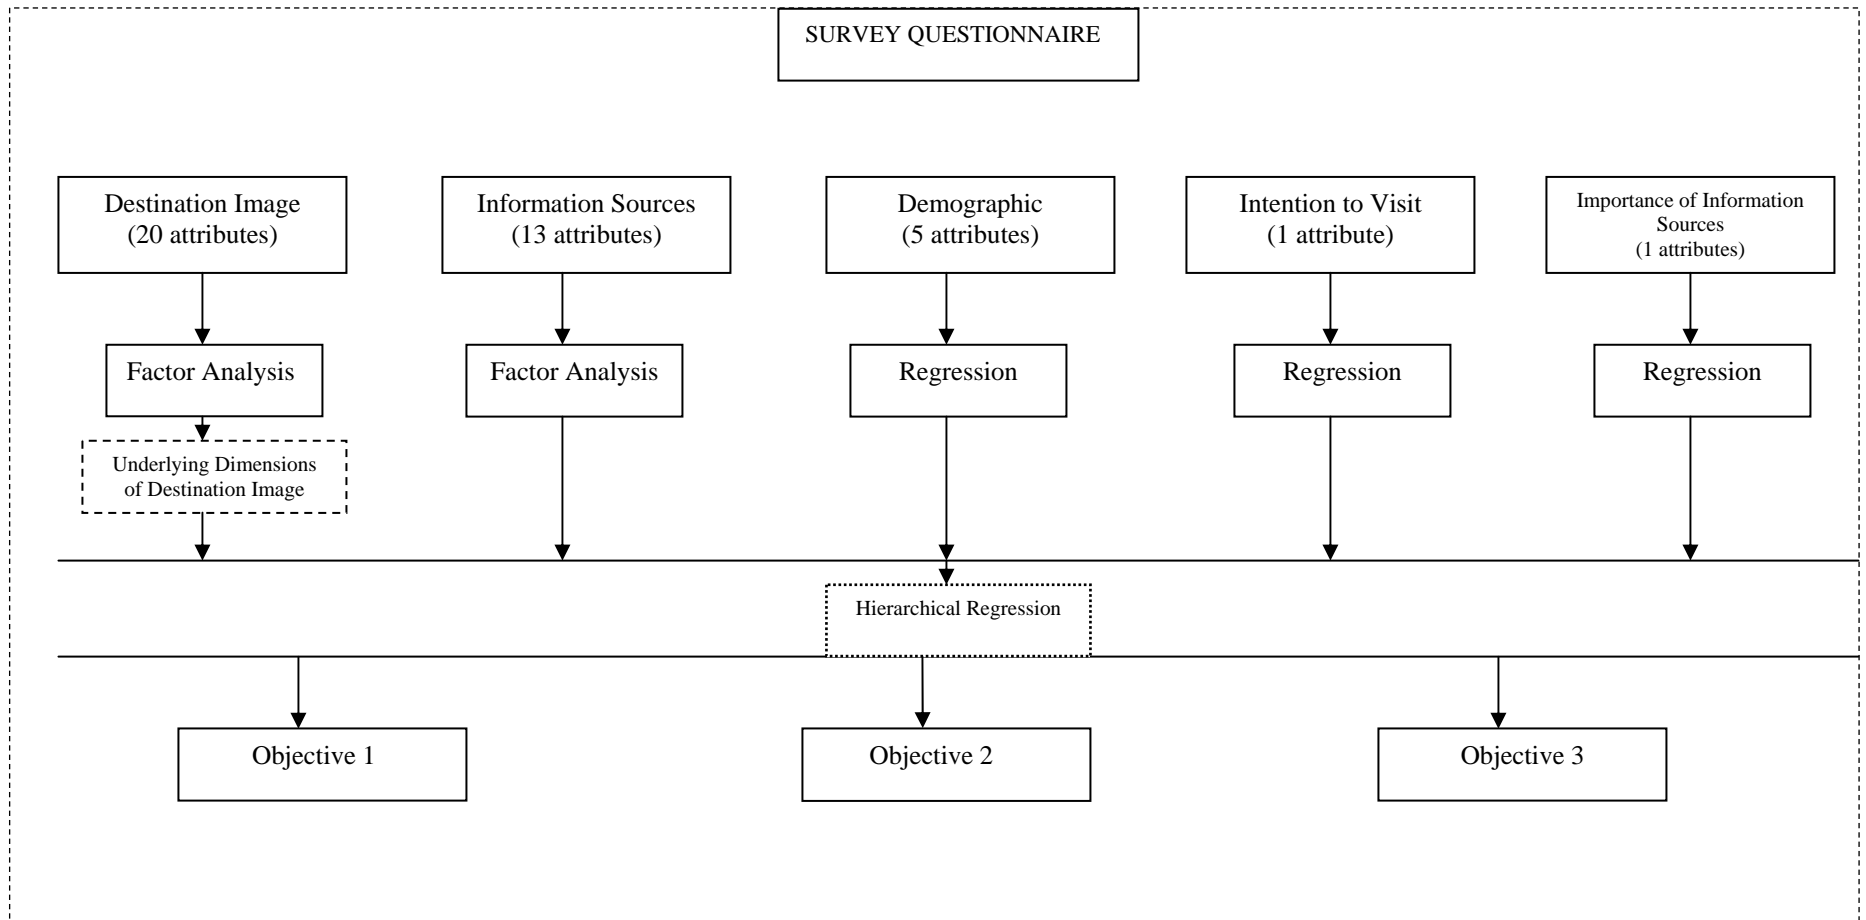 SURVEY QUESTIONNAIRE
Destination Image
(20 attributes)
Information Sources
(13 attributes)
Demographic
(5 attributes)
Intention to Visit
(1 attribute)
Importance of Information
Sources
(1 attributes)
Factor Analysis
Factor Analysis
Regression
Regression
Regression
Underlying Dimensions
of Destination Image
Hierarchical Regression
Objective 1
Objective 2
Objective 3